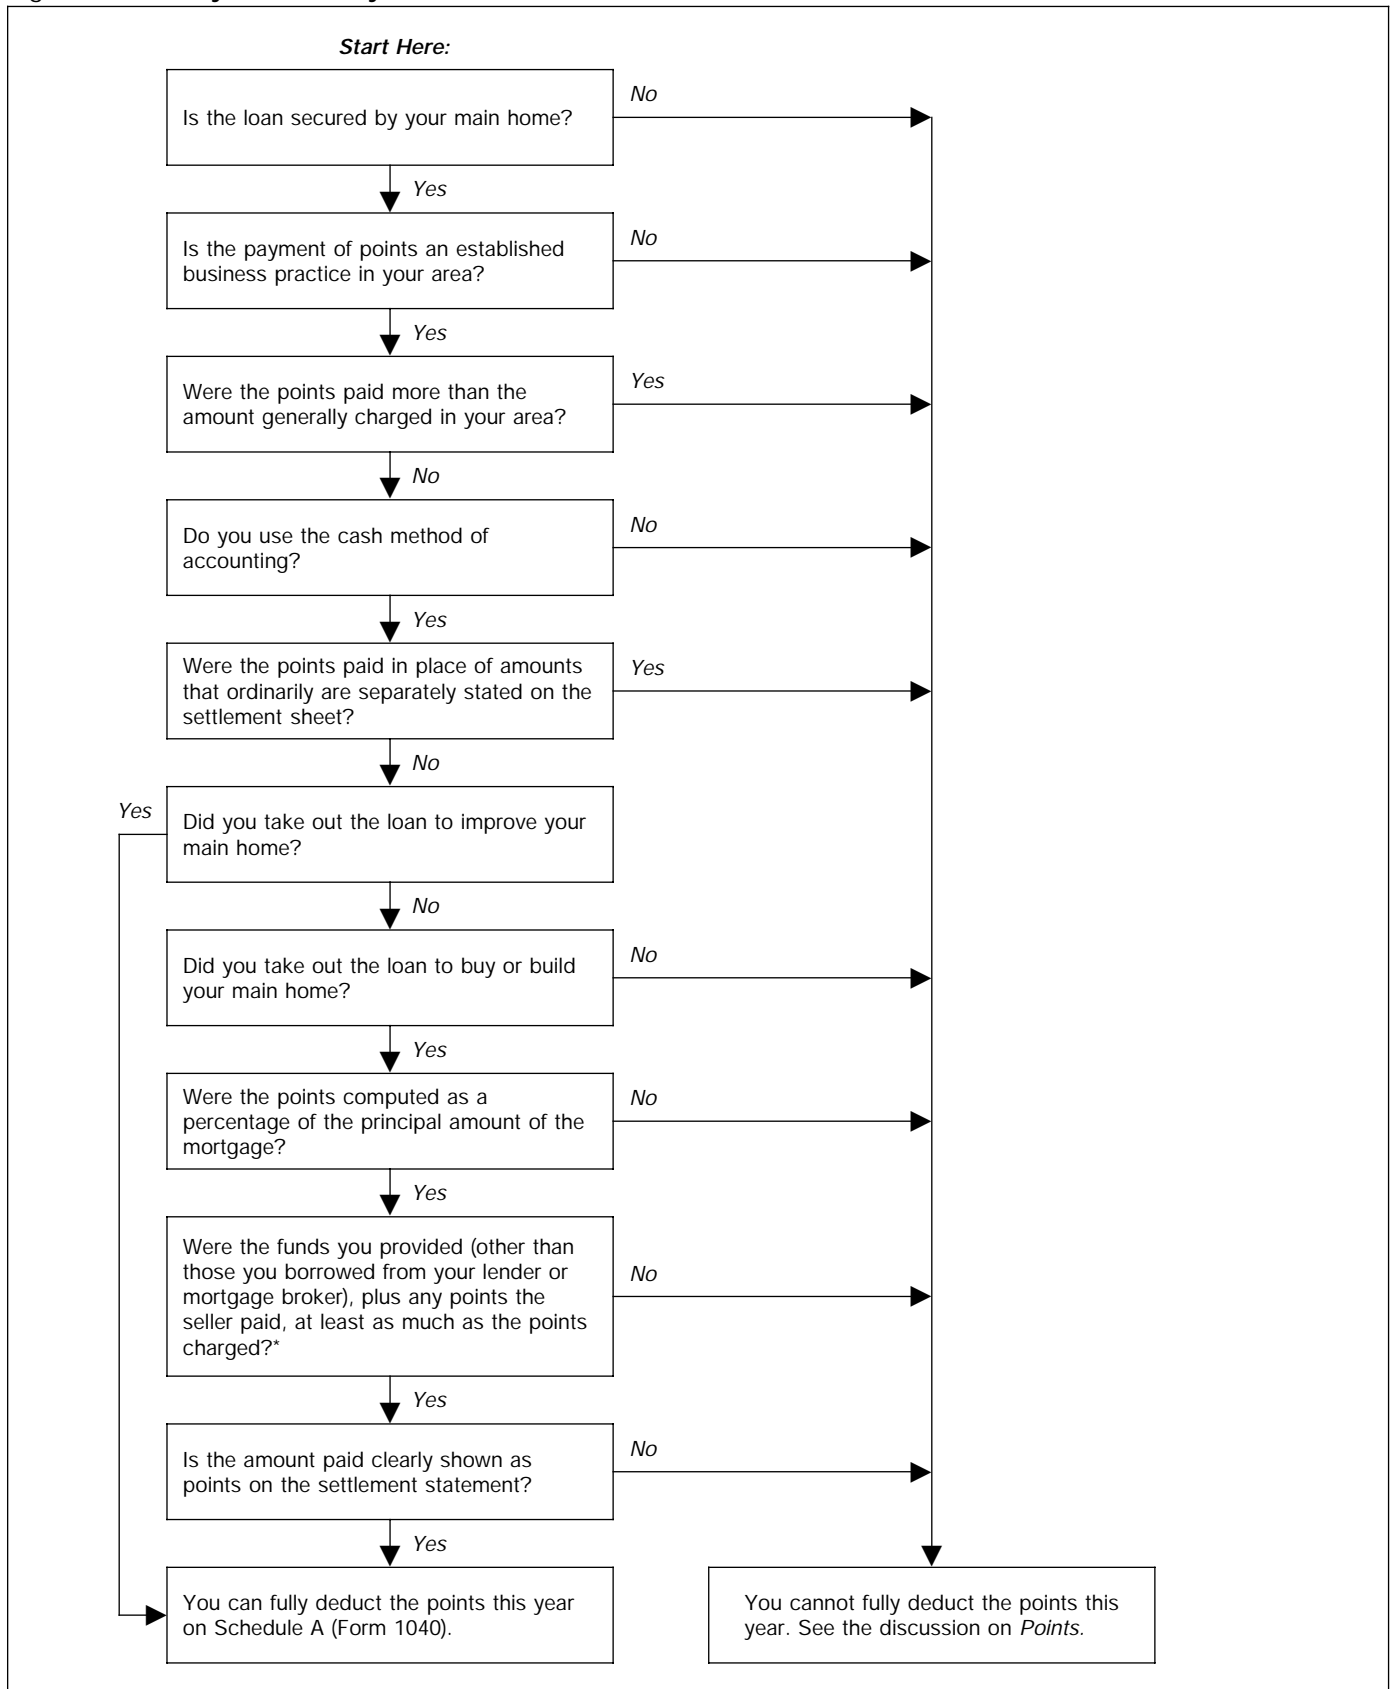 Start Here:
Is the loan secured by your main home?
No
Yes
Is the payment of points an established
business practice in your area?
No
Yes
Were the points paid more than the
amount generally charged in your area?
Yes
No
Do you use the cash method of
accounting?
No
Yes
Were the points paid in place of amounts
that ordinarily are separately stated on the
settlement sheet?
Yes
No
Yes
Did you take out the loan to improve your
main home?
No
Did you take out the loan to buy or build
your main home?
No
Yes
Were the points computed as a
percentage of the principal amount of the
mortgage?
No
Yes
Were the funds you provided (other than
those you borrowed from your lender or
mortgage broker), plus any points the
seller paid, at least as much as the points
charged?*
No
Yes
Is the amount paid clearly shown as
points on the settlement statement?
No
Yes
You can fully deduct the points this year
on Schedule A (Form 1040).
You cannot fully deduct the points this
year. See the discussion on Points.